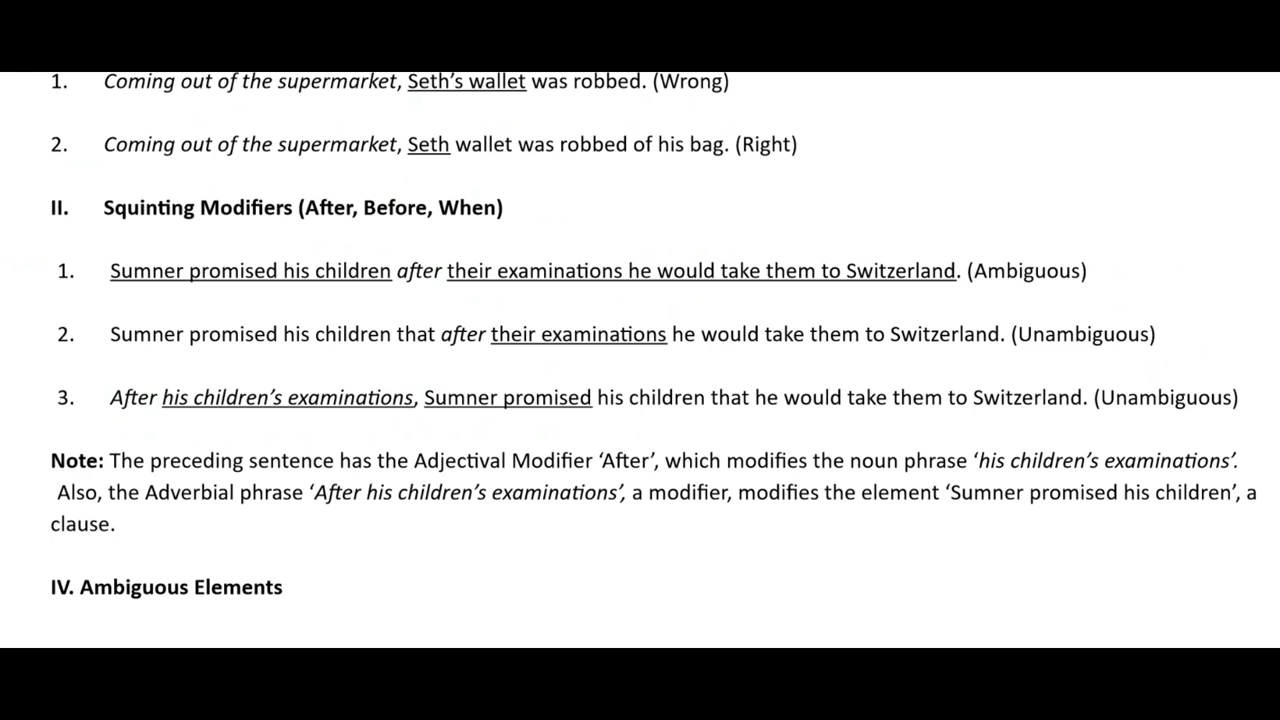 1. Coming out of the supermarket, Seth's wallet was robbed. (Wrong)
2. Coming out of the supermarket, Seth wallet was robbed of his bag. (Right)
II. Squinting Modifiers (After, Before, When)
1. Sumner promised his children after their examinations he would take them to Switzerland. (Ambiguous)
2. Sumner promised his children that after their examinations he would take them to Switzerland. (Unambiguous)
3. After his children’s examinations, Sumner promised his children that he would take them to Switzerland. (Unambiguous)
Note: The preceding sentence has the Adjectival Modifier ‘After’, which modifies the noun phrase ‘his children’s examinations’.
Also, the Adverbial phrase ‘After his children’s examinations’, a modifier, modifies the element ‘Sumner promised his children’, a
clause.
IV. Ambiguous Elements